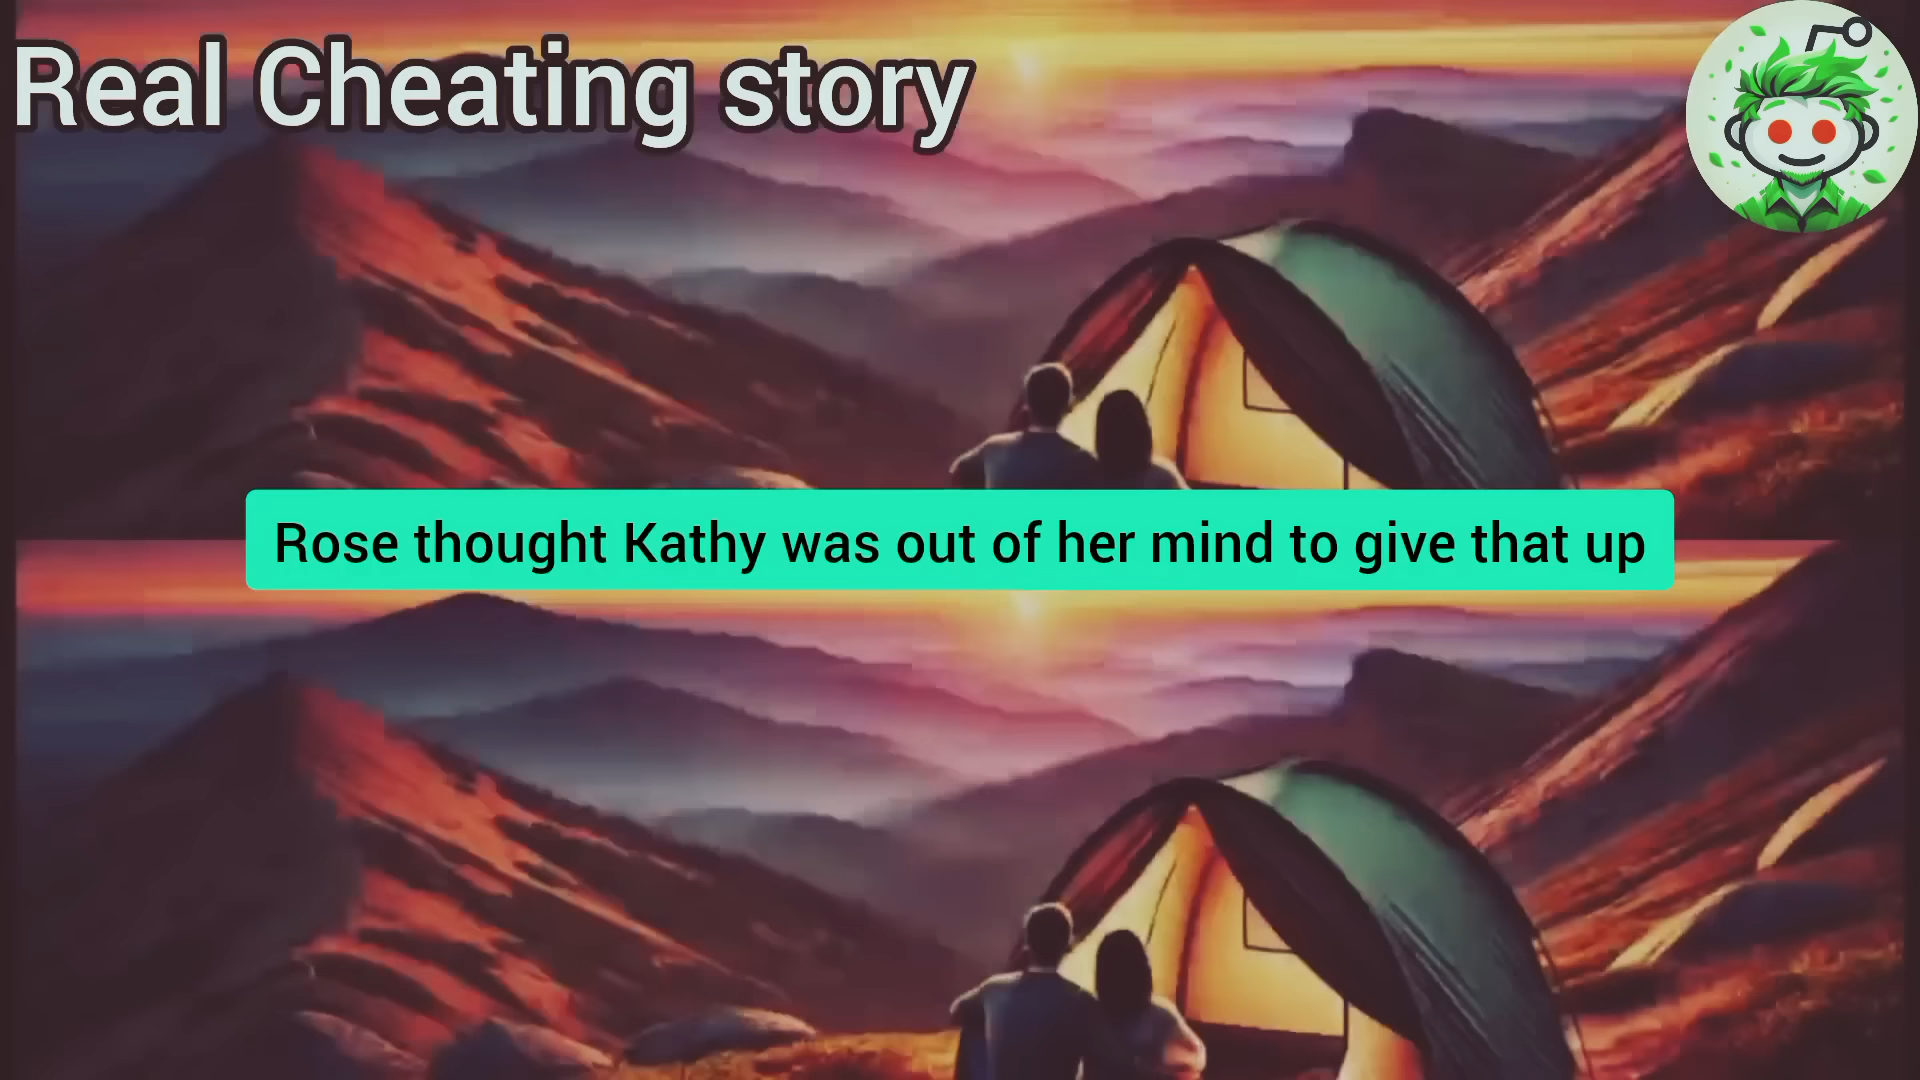 Real Cheating story
Rose thought Kathy was out of her mind to give that up